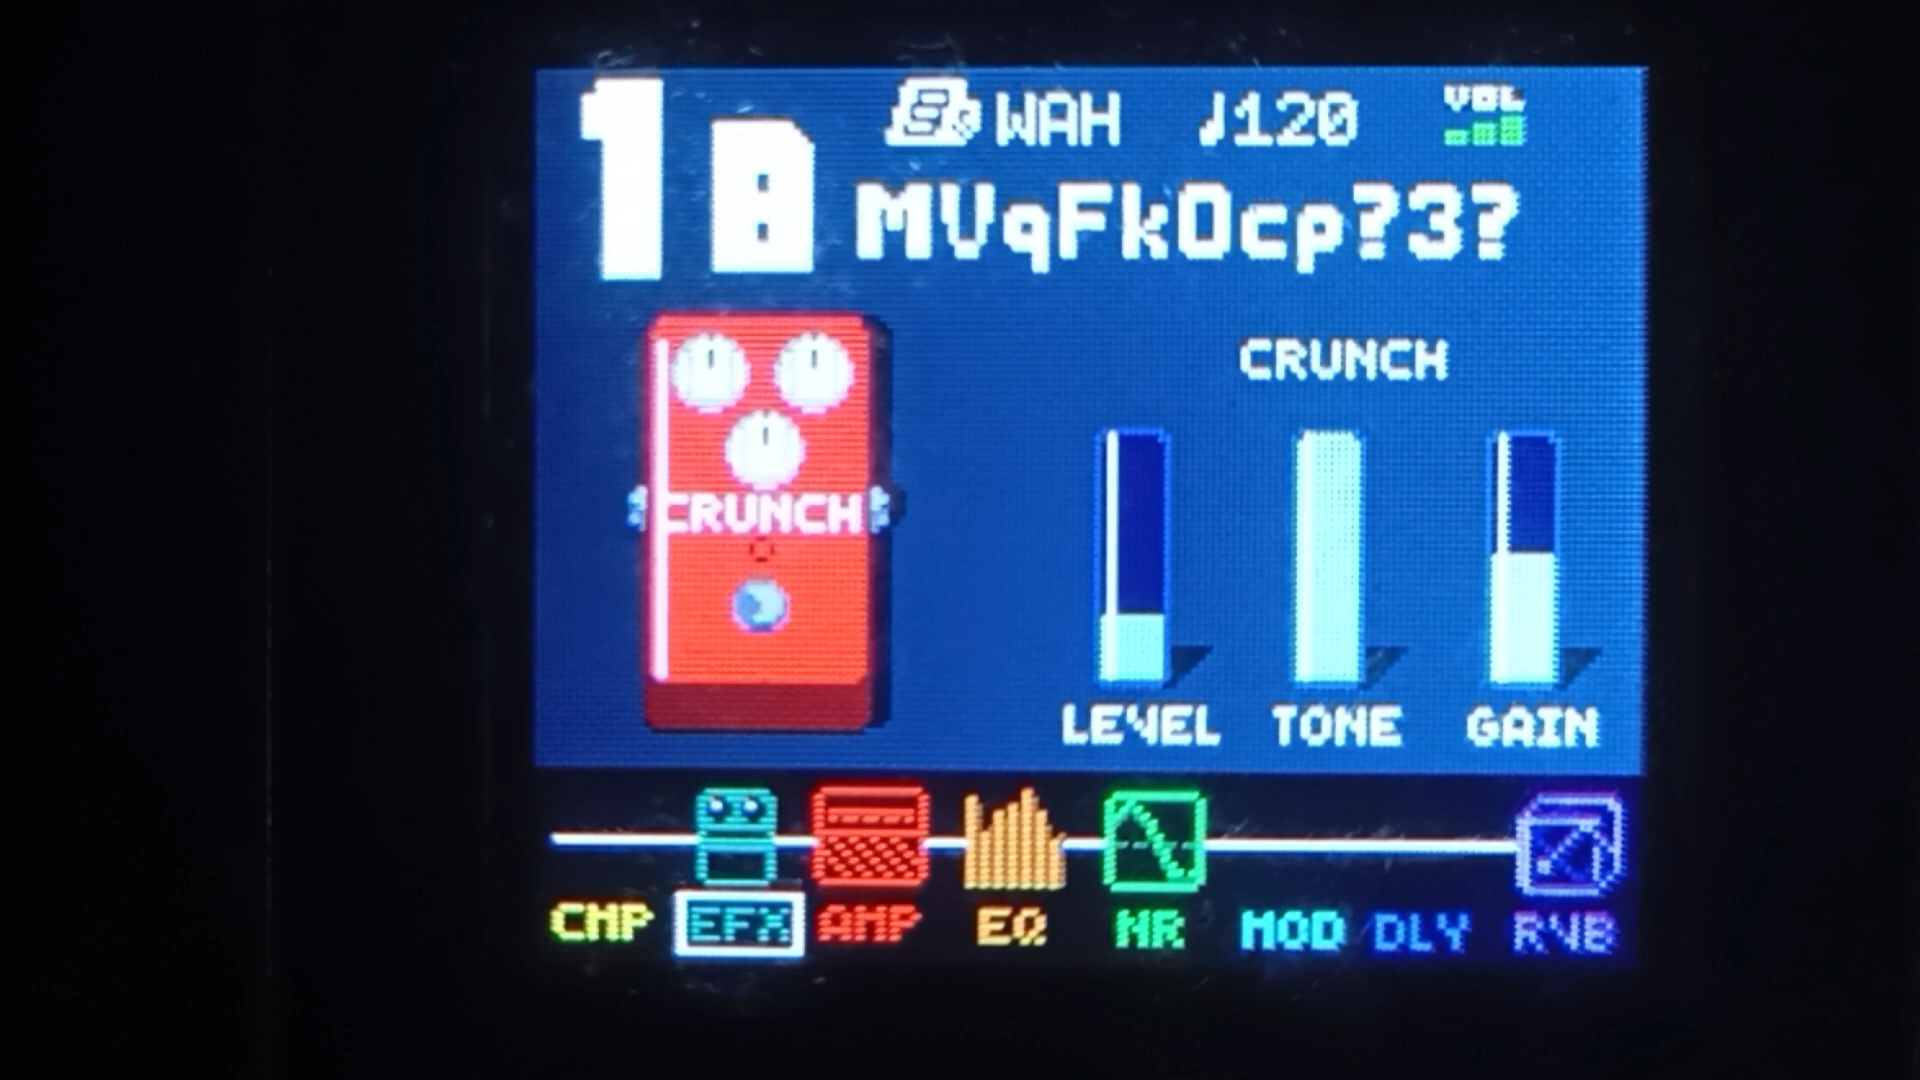 1B WAH ♩120 VOL
MVqFkOcp?3?
CRUNCH
CRUNCH
LEVEL TONE GAIN
CMP EFX AMP EQ NR MOD DLY RVB